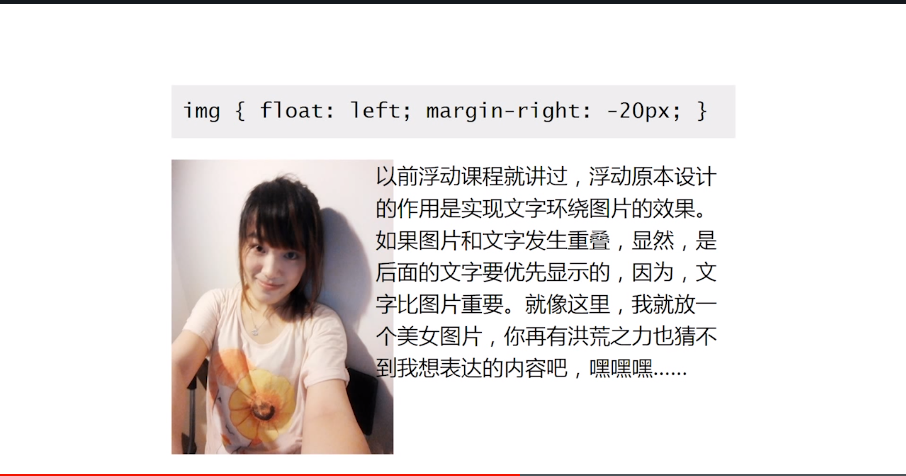 img { float: left; margin-right: -20px; }
以前浮动课程就讲过，浮动原本设计
的作用是实现文字环绕图片的效果。
如果图片和文字发生重叠，显然，是
后面的文字要优先显示的，因为，文
字比图片重要。就像这里，我就放一
个美女图片，你再有洪荒之力也猜不
到我想表达的内容吧，嘿嘿嘿……